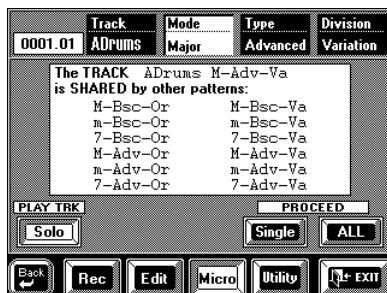 Track Mode Type Division
0001.01 ADrums Major Advanced Variation
The TRACK ADrums M-Adv-Va
is SHARED by other patterns:
M-Bsc-Or M-Bsc-Va
m-Bsc-Or m-Bsc-Va
7-Bsc-Or 7-Bsc-Va
M-Adv-Or M-Adv-Va
m-Adv-Or m-Adv-Va
7-Adv-Or 7-Adv-Va
PLAY TRK PROCEED
Solo Single ALL
Back Rec Edit Micro Utility EXIT